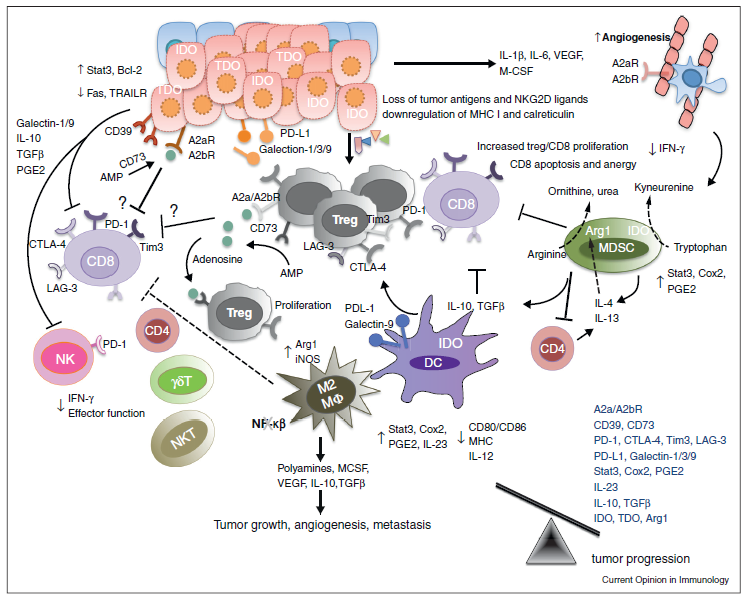 IDO
IDO
TDO
TDO
IDO
IDO
IDO
TDO
↑ Stat3, Bcl-2
↓ Fas, TRAILR
IL-1β, IL-6, VEGF,
M-CSF
↑ Angiogenesis
A2aR
A2bR
Loss of tumor antigens and NKG2D ligands
downregulation of MHC I and calreticulin
Galectin-1/9
IL-10
TGFβ
PGE2
CD39
CD73
AMP
A2aR
A2bR
PD-L1
Galectin-1/3/9
Increased treg/CD8 proliferation
CD8 apoptosis and anergy
↓ IFN-γ
?
?
PD-1
CTLA-4
CD8
Tim3
LAG-3
A2a/A2bR
CD73
Adenosine
AMP
Treg
Tim3
PD-1
LAG-3
CTLA-4
CD8
Ornithine, urea
Kyneurenine
Arg1
IDO
MDSC
Arginine
Tryptophan
↑ Stat3, Cox2,
PGE2
IL-4
IL-13
CD4
Treg
Proliferation
PDL-1
Galectin-9
IL-10, TGFβ
IDO
DC
NK
PD-1
↓ IFN-γ
Effector function
CD4
γδT
NKT
↑ Arg1
iNOS
M2
MΦ
NF-κβ
↑ Stat3, Cox2,
PGE2, IL-23
↓ CD80/CD86
MHC
IL-12
Polyamines, MCSF,
VEGF, IL-10,TGFβ
Tumor growth, angiogenesis, metastasis
A2a/A2bR
CD39, CD73
PD-1, CTLA-4, Tim3, LAG-3
PD-L1, Galectin-1/3/9
Stat3, Cox2, PGE2
IL-23
IL-10, TGFβ
IDO, TDO, Arg1
tumor progression
Current Opinion in Immunology